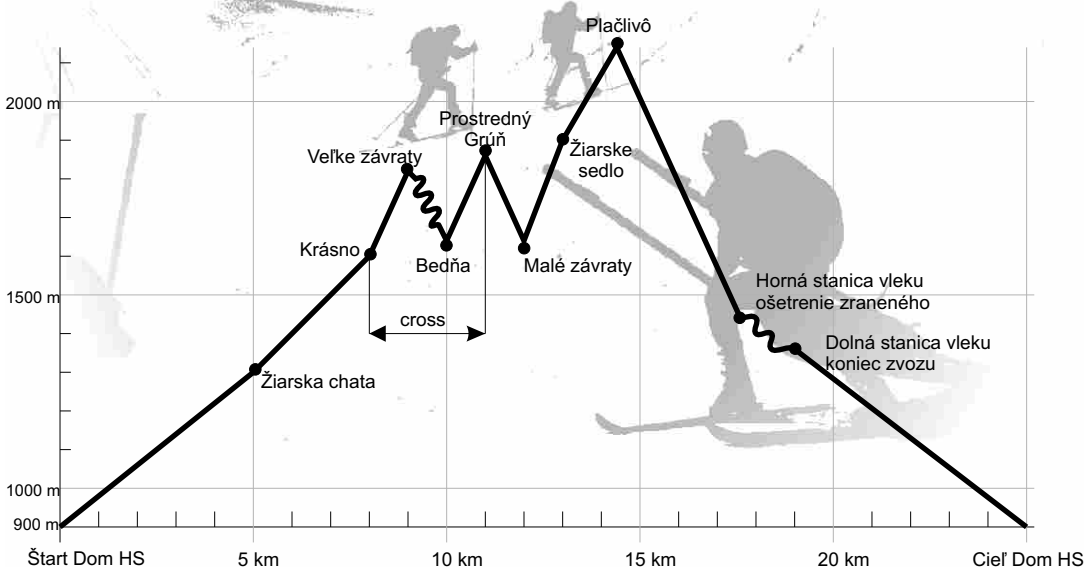 Plačlivô
2000 m
Prostredný
Grúň
Veľke závraty
Žiarske
sedlo
Krásno
Bedňa
Malé závraty
1500 m
Horná stanica vleku
ošetrenie zraneného
cross
Dolná stanica vleku
koniec zvozu
Žiarska chata
1000 m
900 m
Štart Dom HS
5 km
10 km
15 km
20 km
Cieľ Dom HS